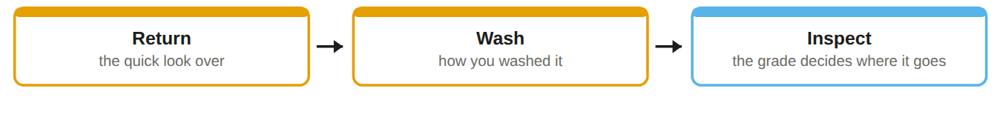 Return
the quick look over
Wash
how you washed it
Inspect
the grade decides where it goes